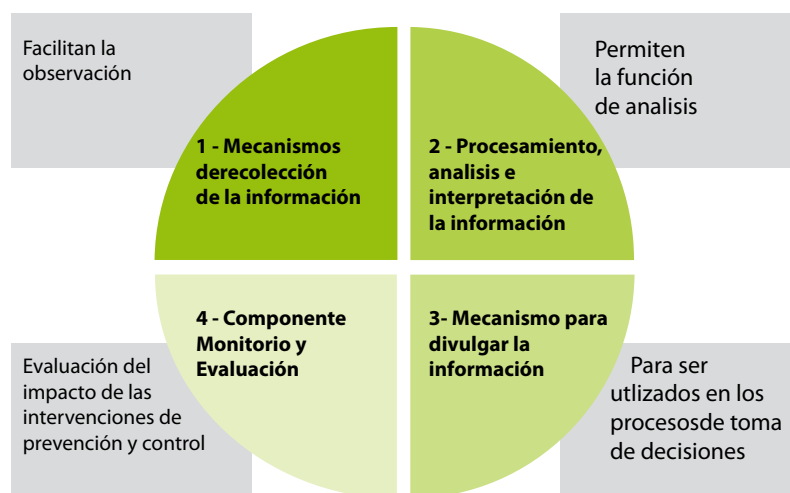 Facilitan la
observación
1 - Mecanismos
derecolección
de la información
2 - Procesamiento,
analisis e
interpretación de
la información
Permiten
la función
de analisis
Evaluación del
impacto de las
intervenciones de
prevención y control
4 - Componente
Monitorio y
Evaluación
3- Mecanismo para
divulgar la
información
Para ser
utlizados en los
procesosde toma
de decisiones